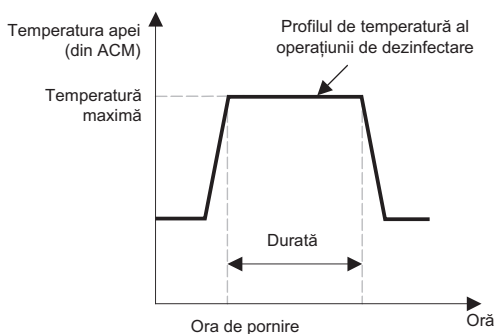 Temperatura apei
(din ACM)
Profilul de temperatură al
operațiunii de dezinfectare
Temperatură
maximă
Durată
Ora de pornire
Oră